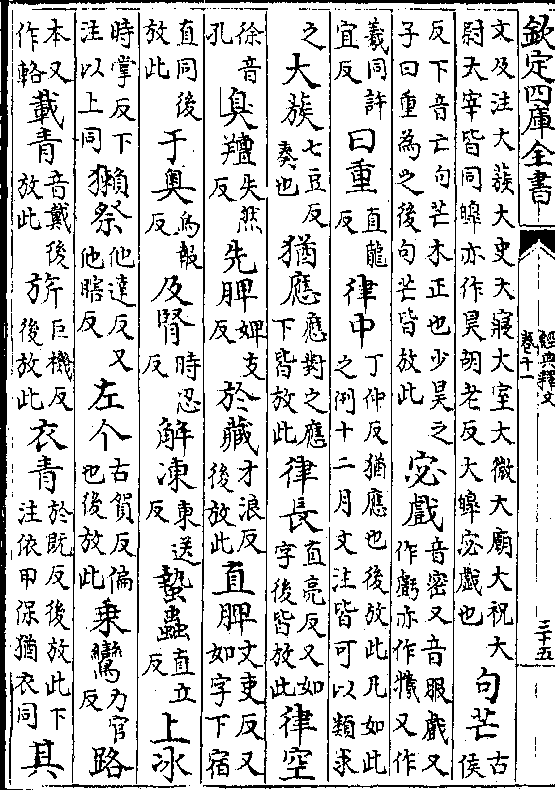 欽定四庫全書
經典釋文
卷十一
三十五
文及注大蔟大史大寢大室大微大廟大祝大尉大宰皆同皥亦作昊胡老反大皥宓戲也句芒古侯
反下音亡句芒木正也少昊之子曰重為之後句芒皆放此宓戲音密又音服戲又作虧亦作犧又作
羲同許宜反曰重直龍反律中丁仲反猶應也後放此凡如此之例十二月文注皆可以類求
之大蔟七豆反奏也猶應應對之應下皆放此律長直亮反又如字後皆放此律空
徐音孔臭羶失然反先脾婢支反於藏才浪反後放此直脾丈吏反又如字下宿
直同後放此于奥烏報反及腎時忍反解凍東送反蟄蟲直立反上冰
時掌反下注以上同獺祭他達反又他瞎反左个古賀反偏也後放此乗鸞力官反路
本又作輅載青音戴後放此旂巨機反後放此衣青於既反後放此下注依甲保猶衣同其